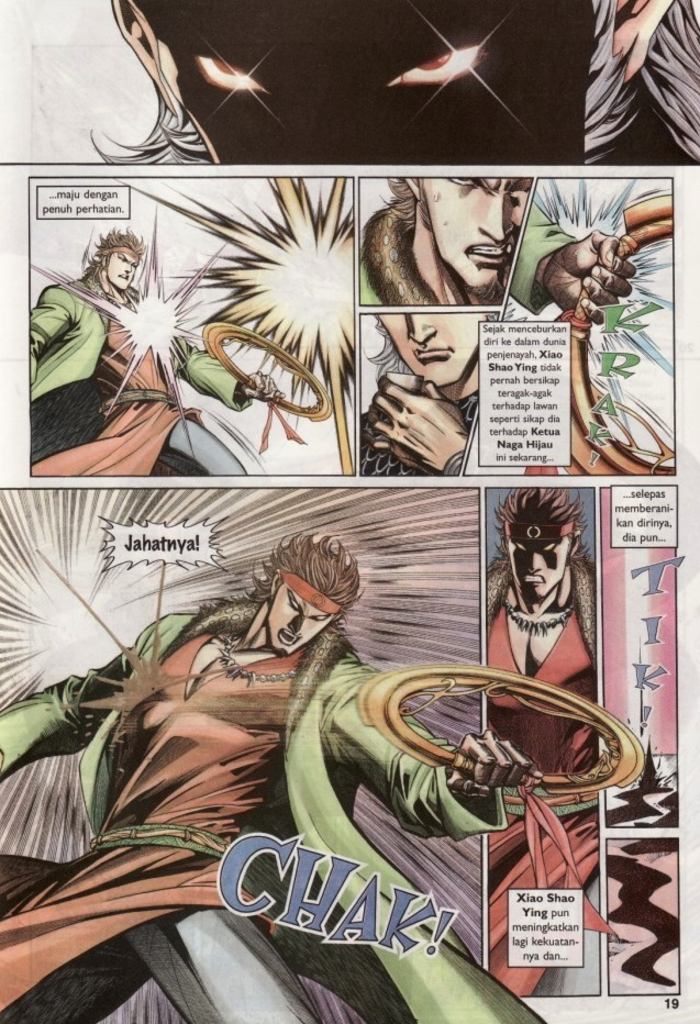 ...maju dengan
penuh perhatian.
KRAK!
Sejak menceburkan
diri ke dalam dunia
penjenayah, Xiao
Shao Ying tidak
pernah bersikap
teragak-agak
terhadap lawan
seperti sikap dia
terhadap Ketua
Naga Hijau
ini sekarang...
Jahatnya!
CHAK!
...selepas
memberani-
kan dirinya,
dia pun...
TIK!
Xiao Shao
Ying pun
meningkatkan
lagi kekuatan-
nya dan...
19